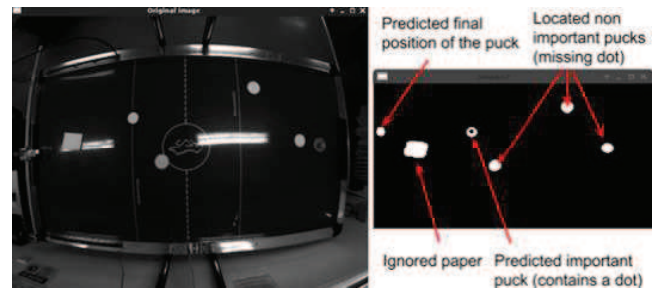 Original image
Predicted final
position of the puck
Located non
important pucks
(missing dot)
Ignored paper
Predicted important
puck (contains a dot)